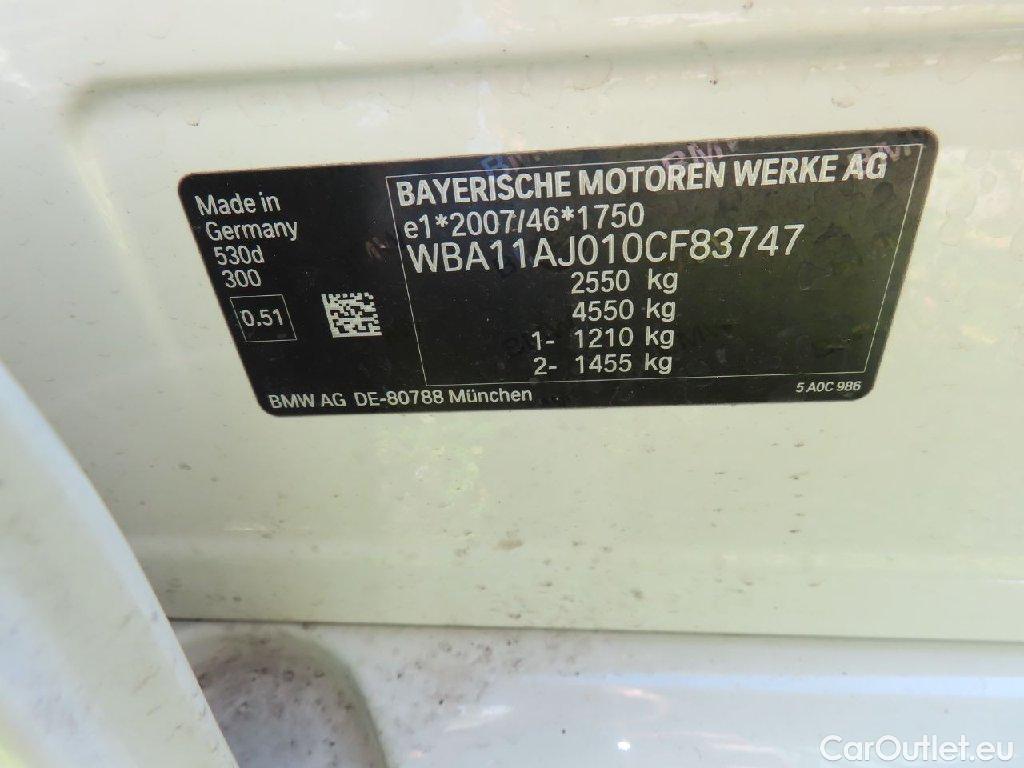 Made in
Germany
530d
300
0.51
BAYERISCHE MOTOREN WERKE AG
e1*2007/46*1750
WBA11AJ010CF83747
2550 kg
4550 kg
1- 1210 kg
2- 1455 kg
BMW AG DE-80788 München
5 A0C 986
CarOutlet.eu